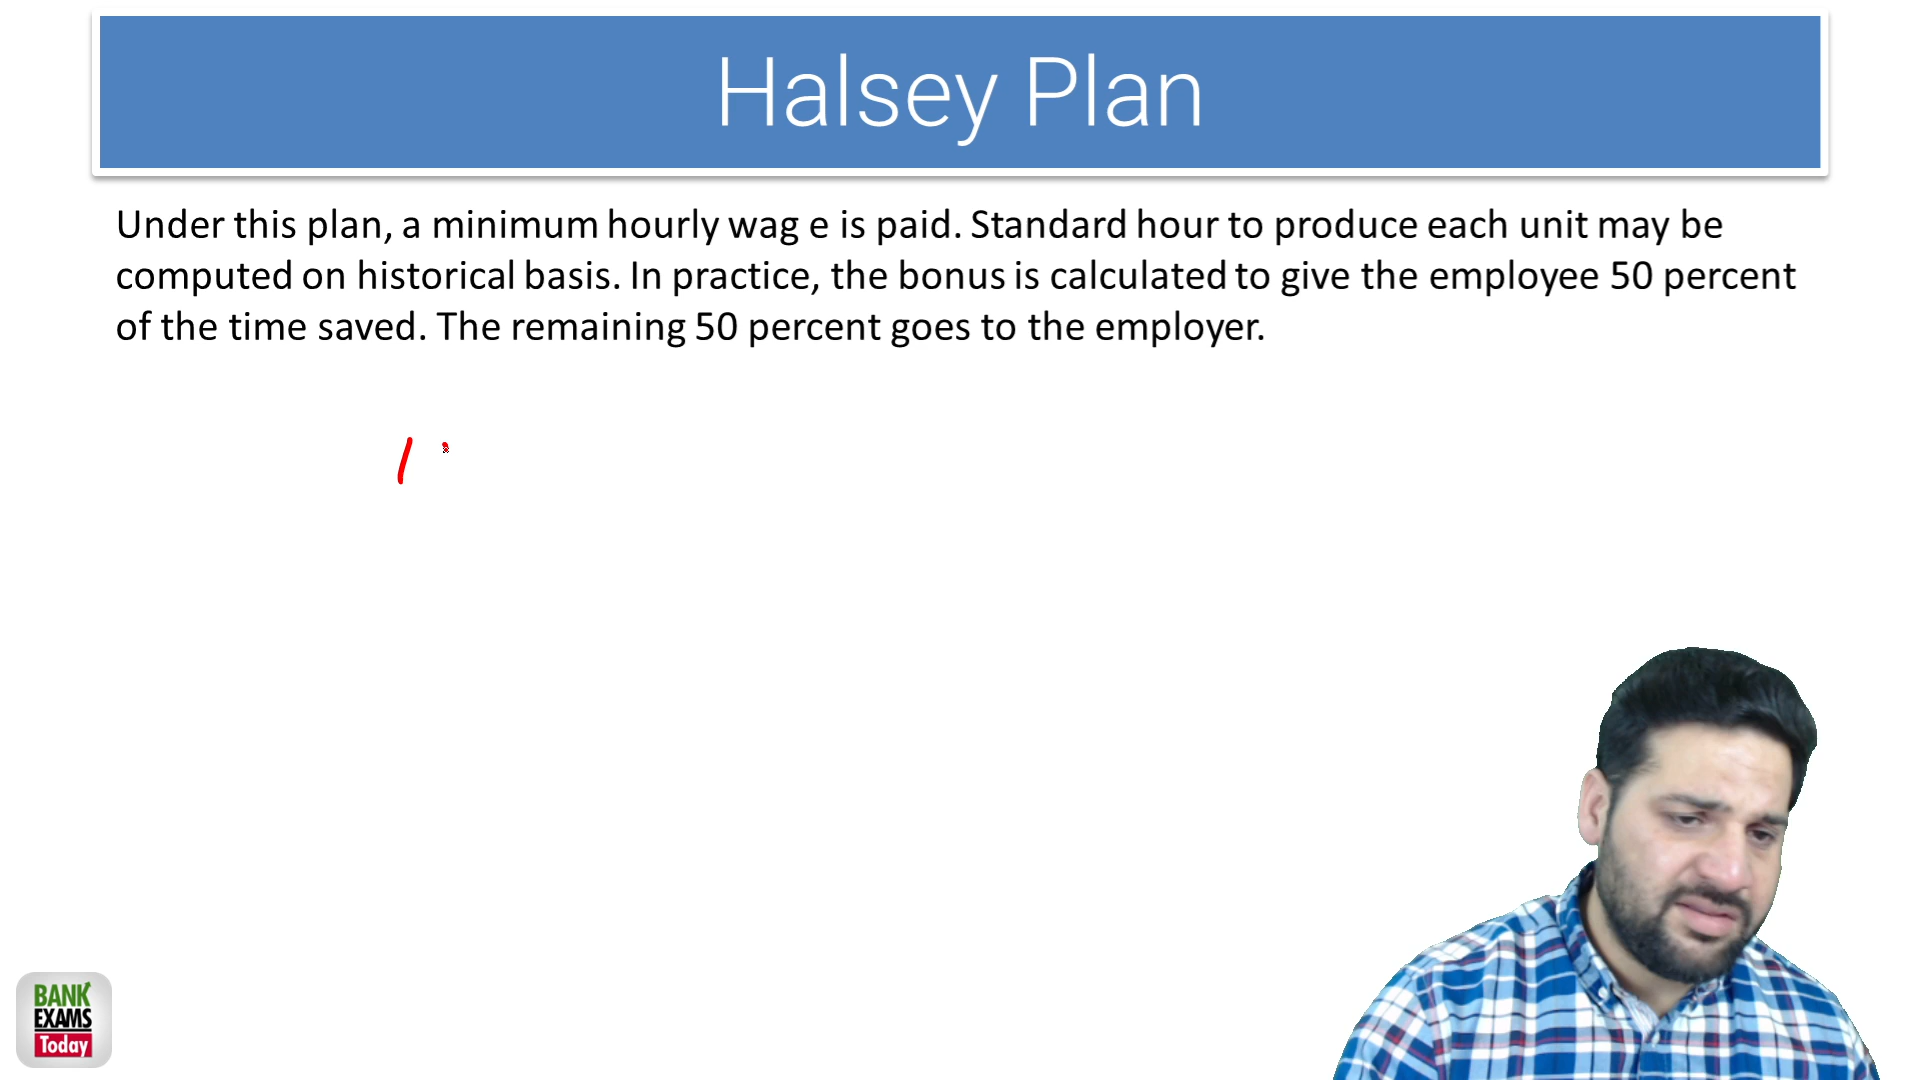 Halsey Plan
Under this plan, a minimum hourly wag e is paid. Standard hour to produce each unit may be
computed on historical basis. In practice, the bonus is calculated to give the employee 50 percent
of the time saved. The remaining 50 percent goes to the employer.
BANK
EXAMS
Today